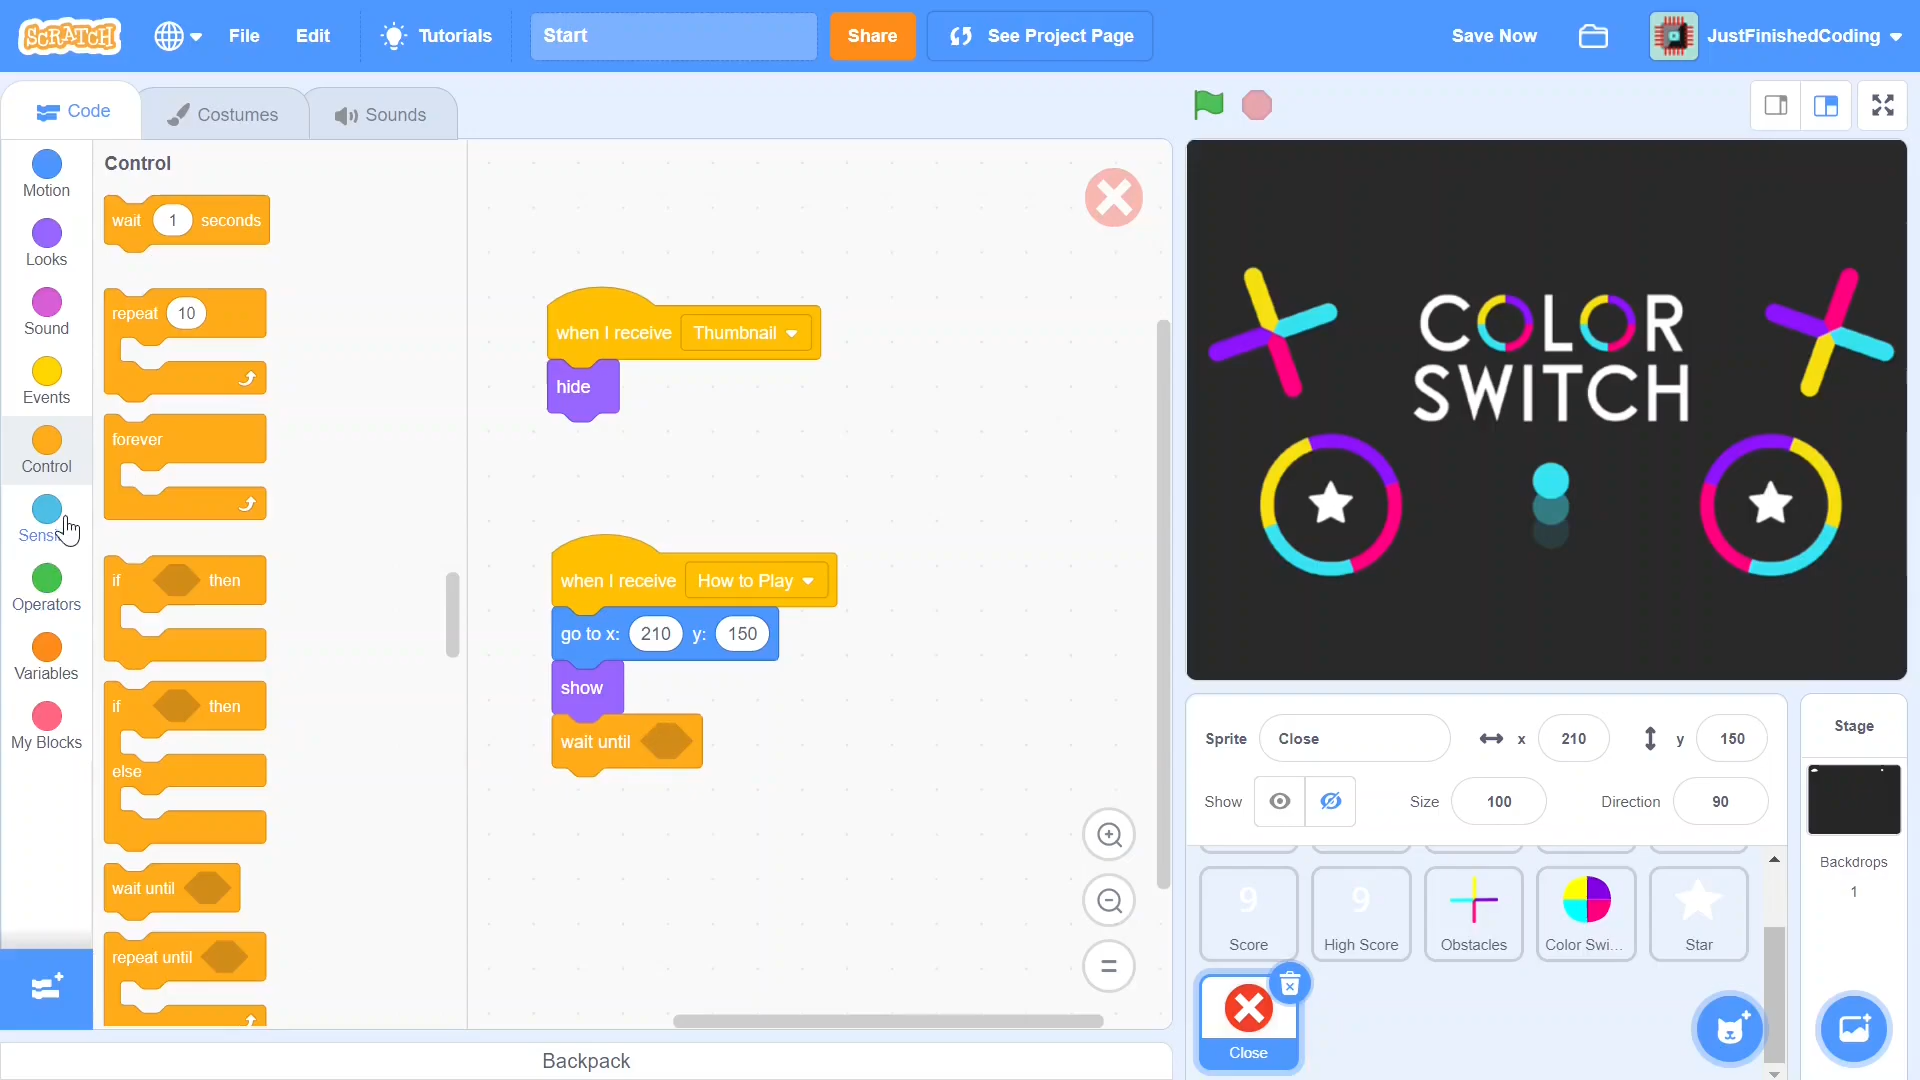 SCRATCH
File
Edit
Tutorials
Start
Share
See Project Page
Save Now
JustFinishedCoding
Code
Costumes
Sounds
Motion
Looks
Sound
Events
Control
Operators
Variables
My Blocks
Control
wait 1 seconds
repeat 10
forever
if then
if then
else
wait until
repeat until
when I receive Thumbnail
hide
when I receive How to Play
go to x: 210 y: 150
show
wait until
=
Backpack
COLOR
SWITCH
Sprite Close x 210 y 150
Show Size 100 Direction 90
9
Score
9
High Score
Obstacles
Color Swi...
Star
Close
Stage
Backdrops
1